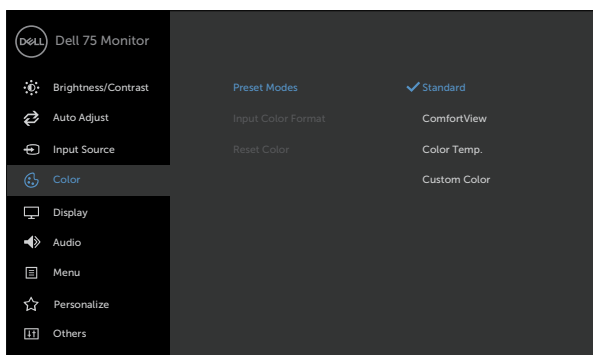 DELL
Dell 75 Monitor
Brightness/Contrast
Auto Adjust
Input Source
Color
Display
Audio
Menu
Personalize
Others
Preset Modes
Input Color Format
Reset Color
Standard
ComfortView
Color Temp.
Custom Color